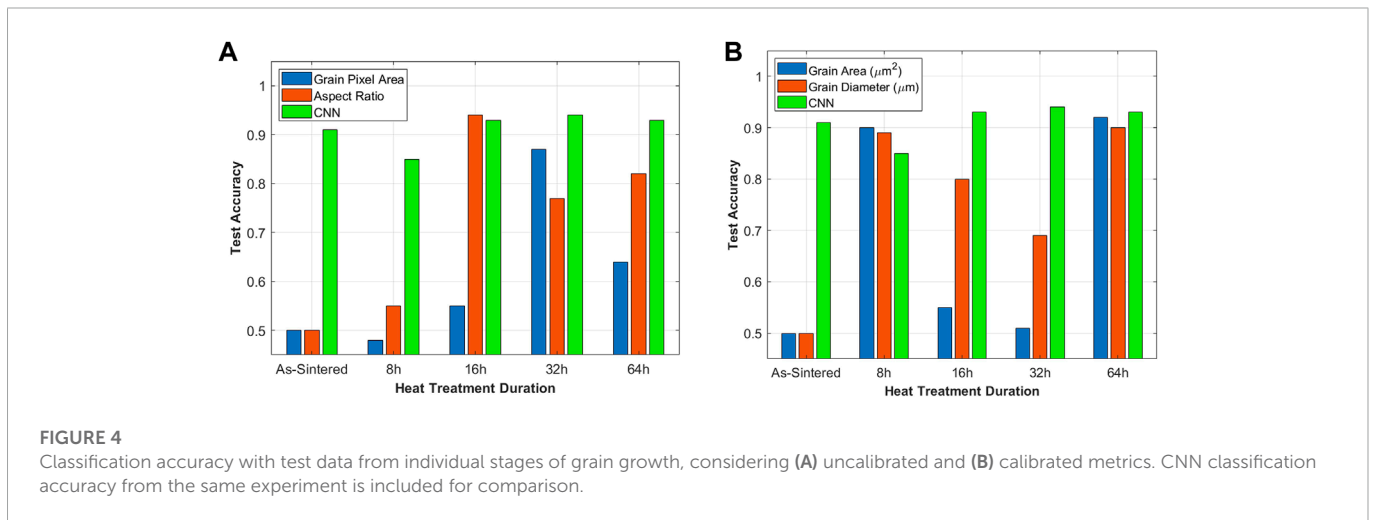 A
Grain Pixel Area
Aspect Ratio
CNN
1
0.9
0.8
0.7
0.6
0.5
Test Accuracy
As-Sintered 8h 16h 32h 64h
Heat Treatment Duration
B
Grain Area (μm²)
Grain Diameter (μm)
CNN
1
0.9
0.8
0.7
0.6
0.5
Test Accuracy
As-Sintered 8h 16h 32h 64h
Heat Treatment Duration
FIGURE 4
Classification accuracy with test data from individual stages of grain growth, considering (A) uncalibrated and (B) calibrated metrics. CNN classification
accuracy from the same experiment is included for comparison.